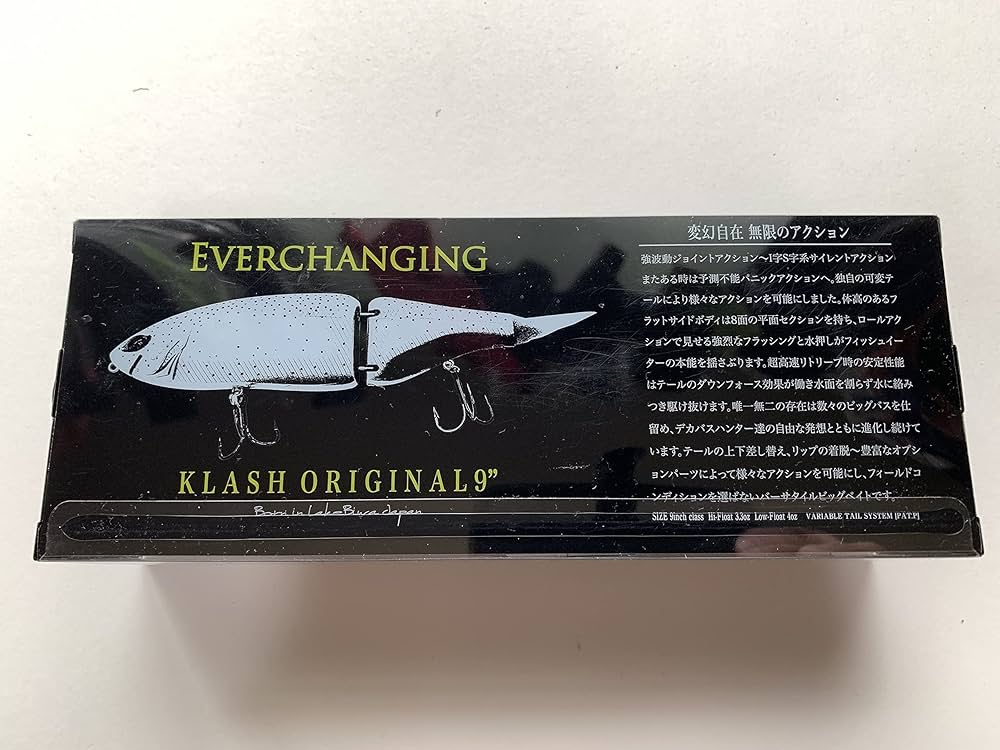 EVERCHANGING
KLASH ORIGINAL 9”
Born in Lake Biwa Japan
変幻自在 無限のアクション
強波動ジョイントアクション〜I字S字系サイレントアクション
またある時は予測不能パニックアクションへ。独自の可変テ
ールにより様々なアクションを可能にしました。体高のあるフ
ラットサイドボディは8面の平面セクションを持ち、ロールアク
ションで見せる強烈なフラッシングと水押しがフィッシュイー
ターの本能を揺さぶります。超高速リトリーブ時の安定性能
はテールのダウンフォース効果が働き水面を割らず水に絡み
つき駆け抜けます。唯一無二の存在は数々のビッグバスを仕
留め、デカバスハンター達の自由な発想とともに進化し続けて
います。テールの上下差し替え、リップの着脱〜豊富なオプシ
ョンパーツによって様々なアクションを可能にし、フィールドコ
ンディションを選ばないバーサタイルビッグベイトです。
SIZE 9inch class Hi-Float 3.3oz Low-Float 4oz VARIABLE TAIL SYSTEM [PAT.P]